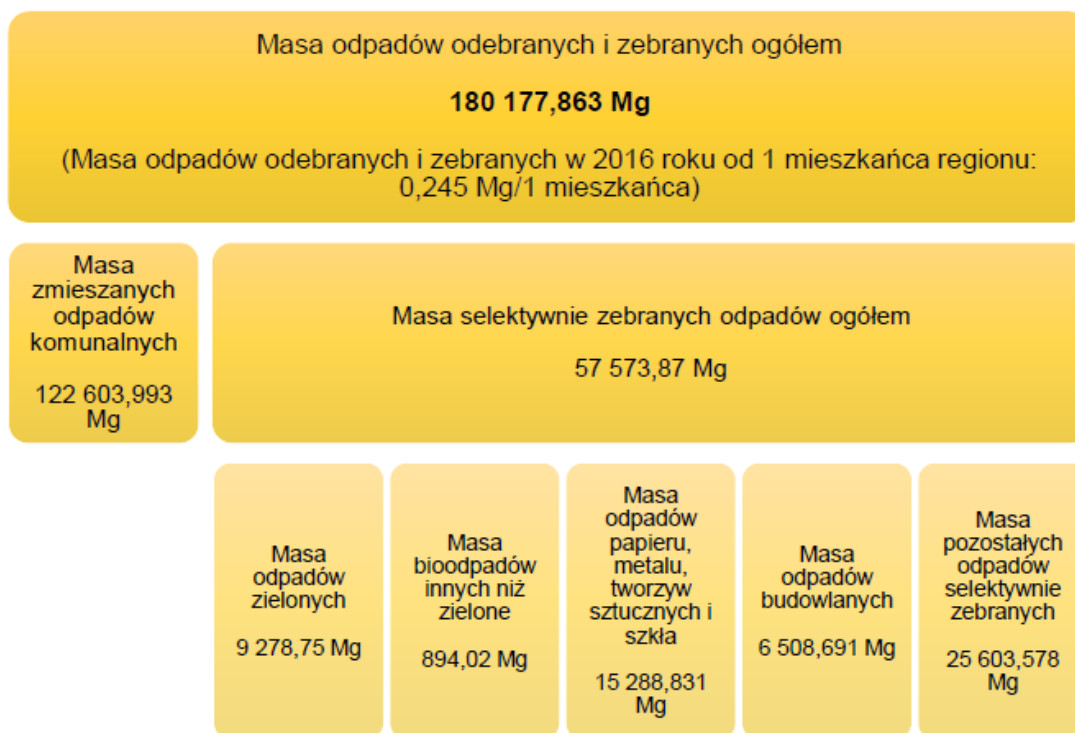 Masa odpadów odebranych i zebranych ogółem
180 177,863 Mg
(Masa odpadów odebranych i zebranych w 2016 roku od 1 mieszkańca regionu:
0,245 Mg/1 mieszkańca)
Masa
zmieszanych
odpadów
komunalnych
122 603,993
Mg
Masa selektywnie zebranych odpadów ogółem
57 573,87 Mg
Masa
odpadów
zielonych
9 278,75 Mg
Masa
bioodpadów
innych niż
zielone
894,02 Mg
Masa
odpadów
papieru,
metalu,
tworzyw
sztucznych i
szkła
15 288,831
Mg
Masa
odpadów
budowlanych
6 508,691 Mg
Masa
pozostałych
odpadów
selektywnie
zebranych
25 603,578
Mg